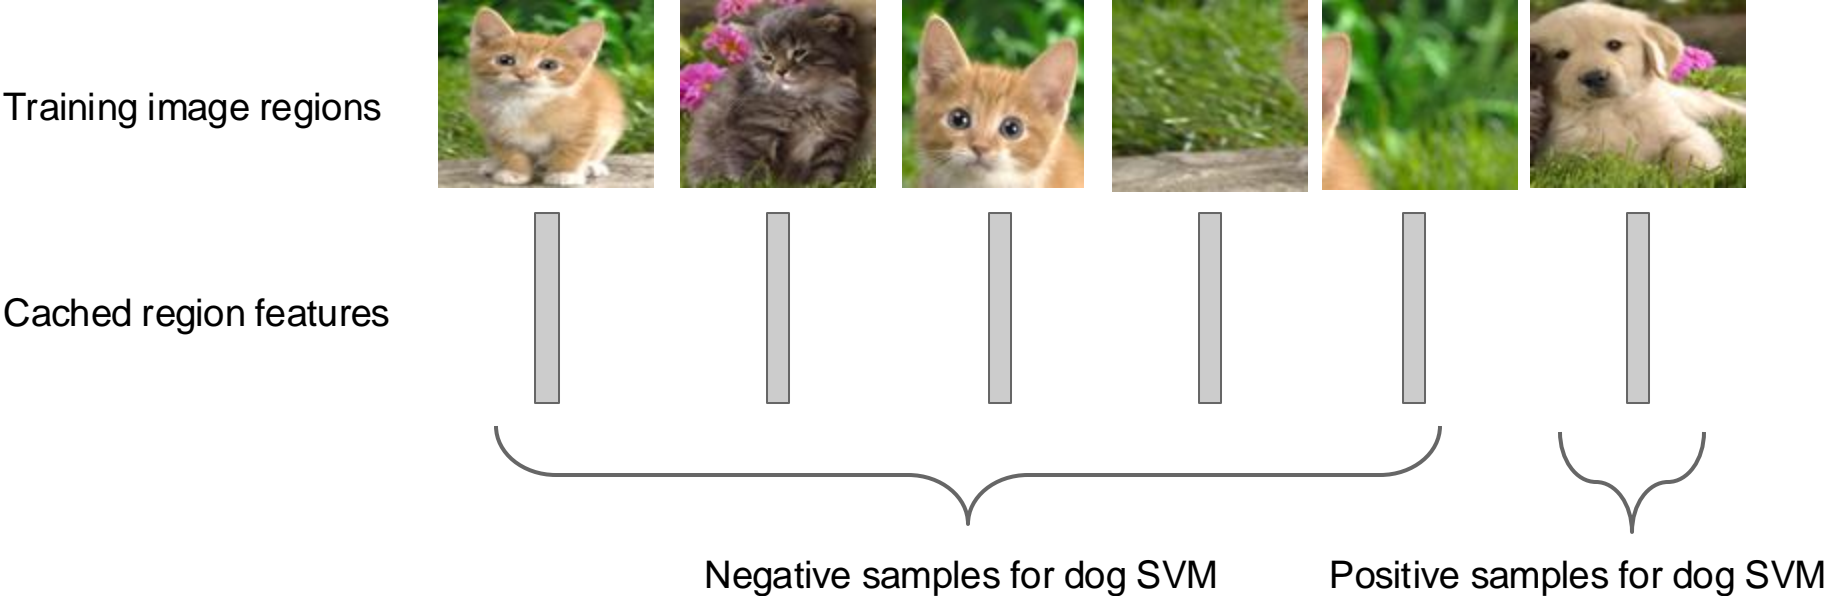 Training image regions
Cached region features
Negative samples for dog SVM
Positive samples for dog SVM